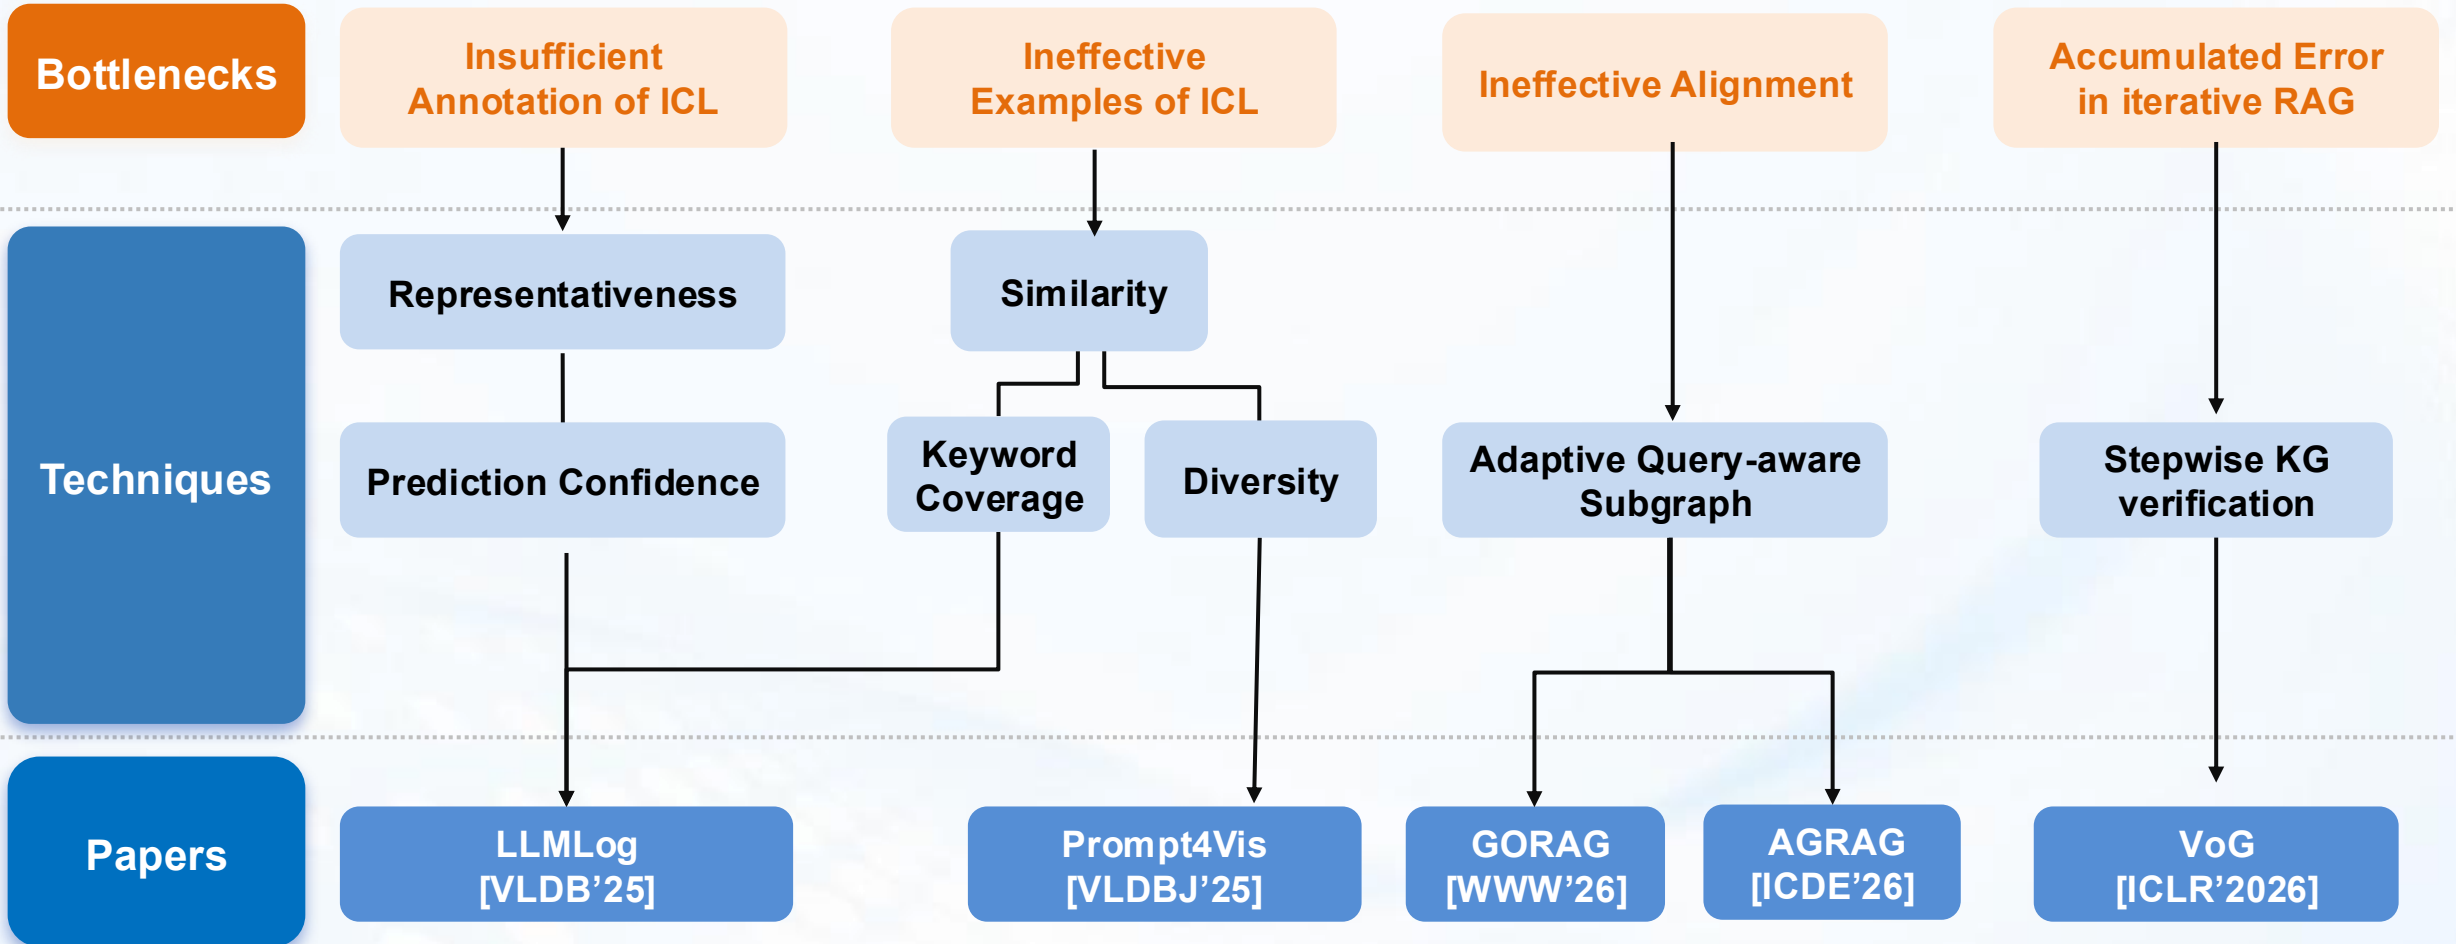 Bottlenecks
Insufficient
Annotation of ICL
Ineffective
Examples of ICL
Ineffective Alignment
Accumulated Error
in iterative RAG
Techniques
Representativeness
Similarity
Prediction Confidence
Keyword
Coverage
Diversity
Adaptive Query-aware
Subgraph
Stepwise KG
verification
Papers
LLMLog
[VLDB’25]
Prompt4Vis
[VLDBJ’25]
GORAG
[WWW’26]
AGRAG
[ICDE’26]
VoG
[ICLR’2026]